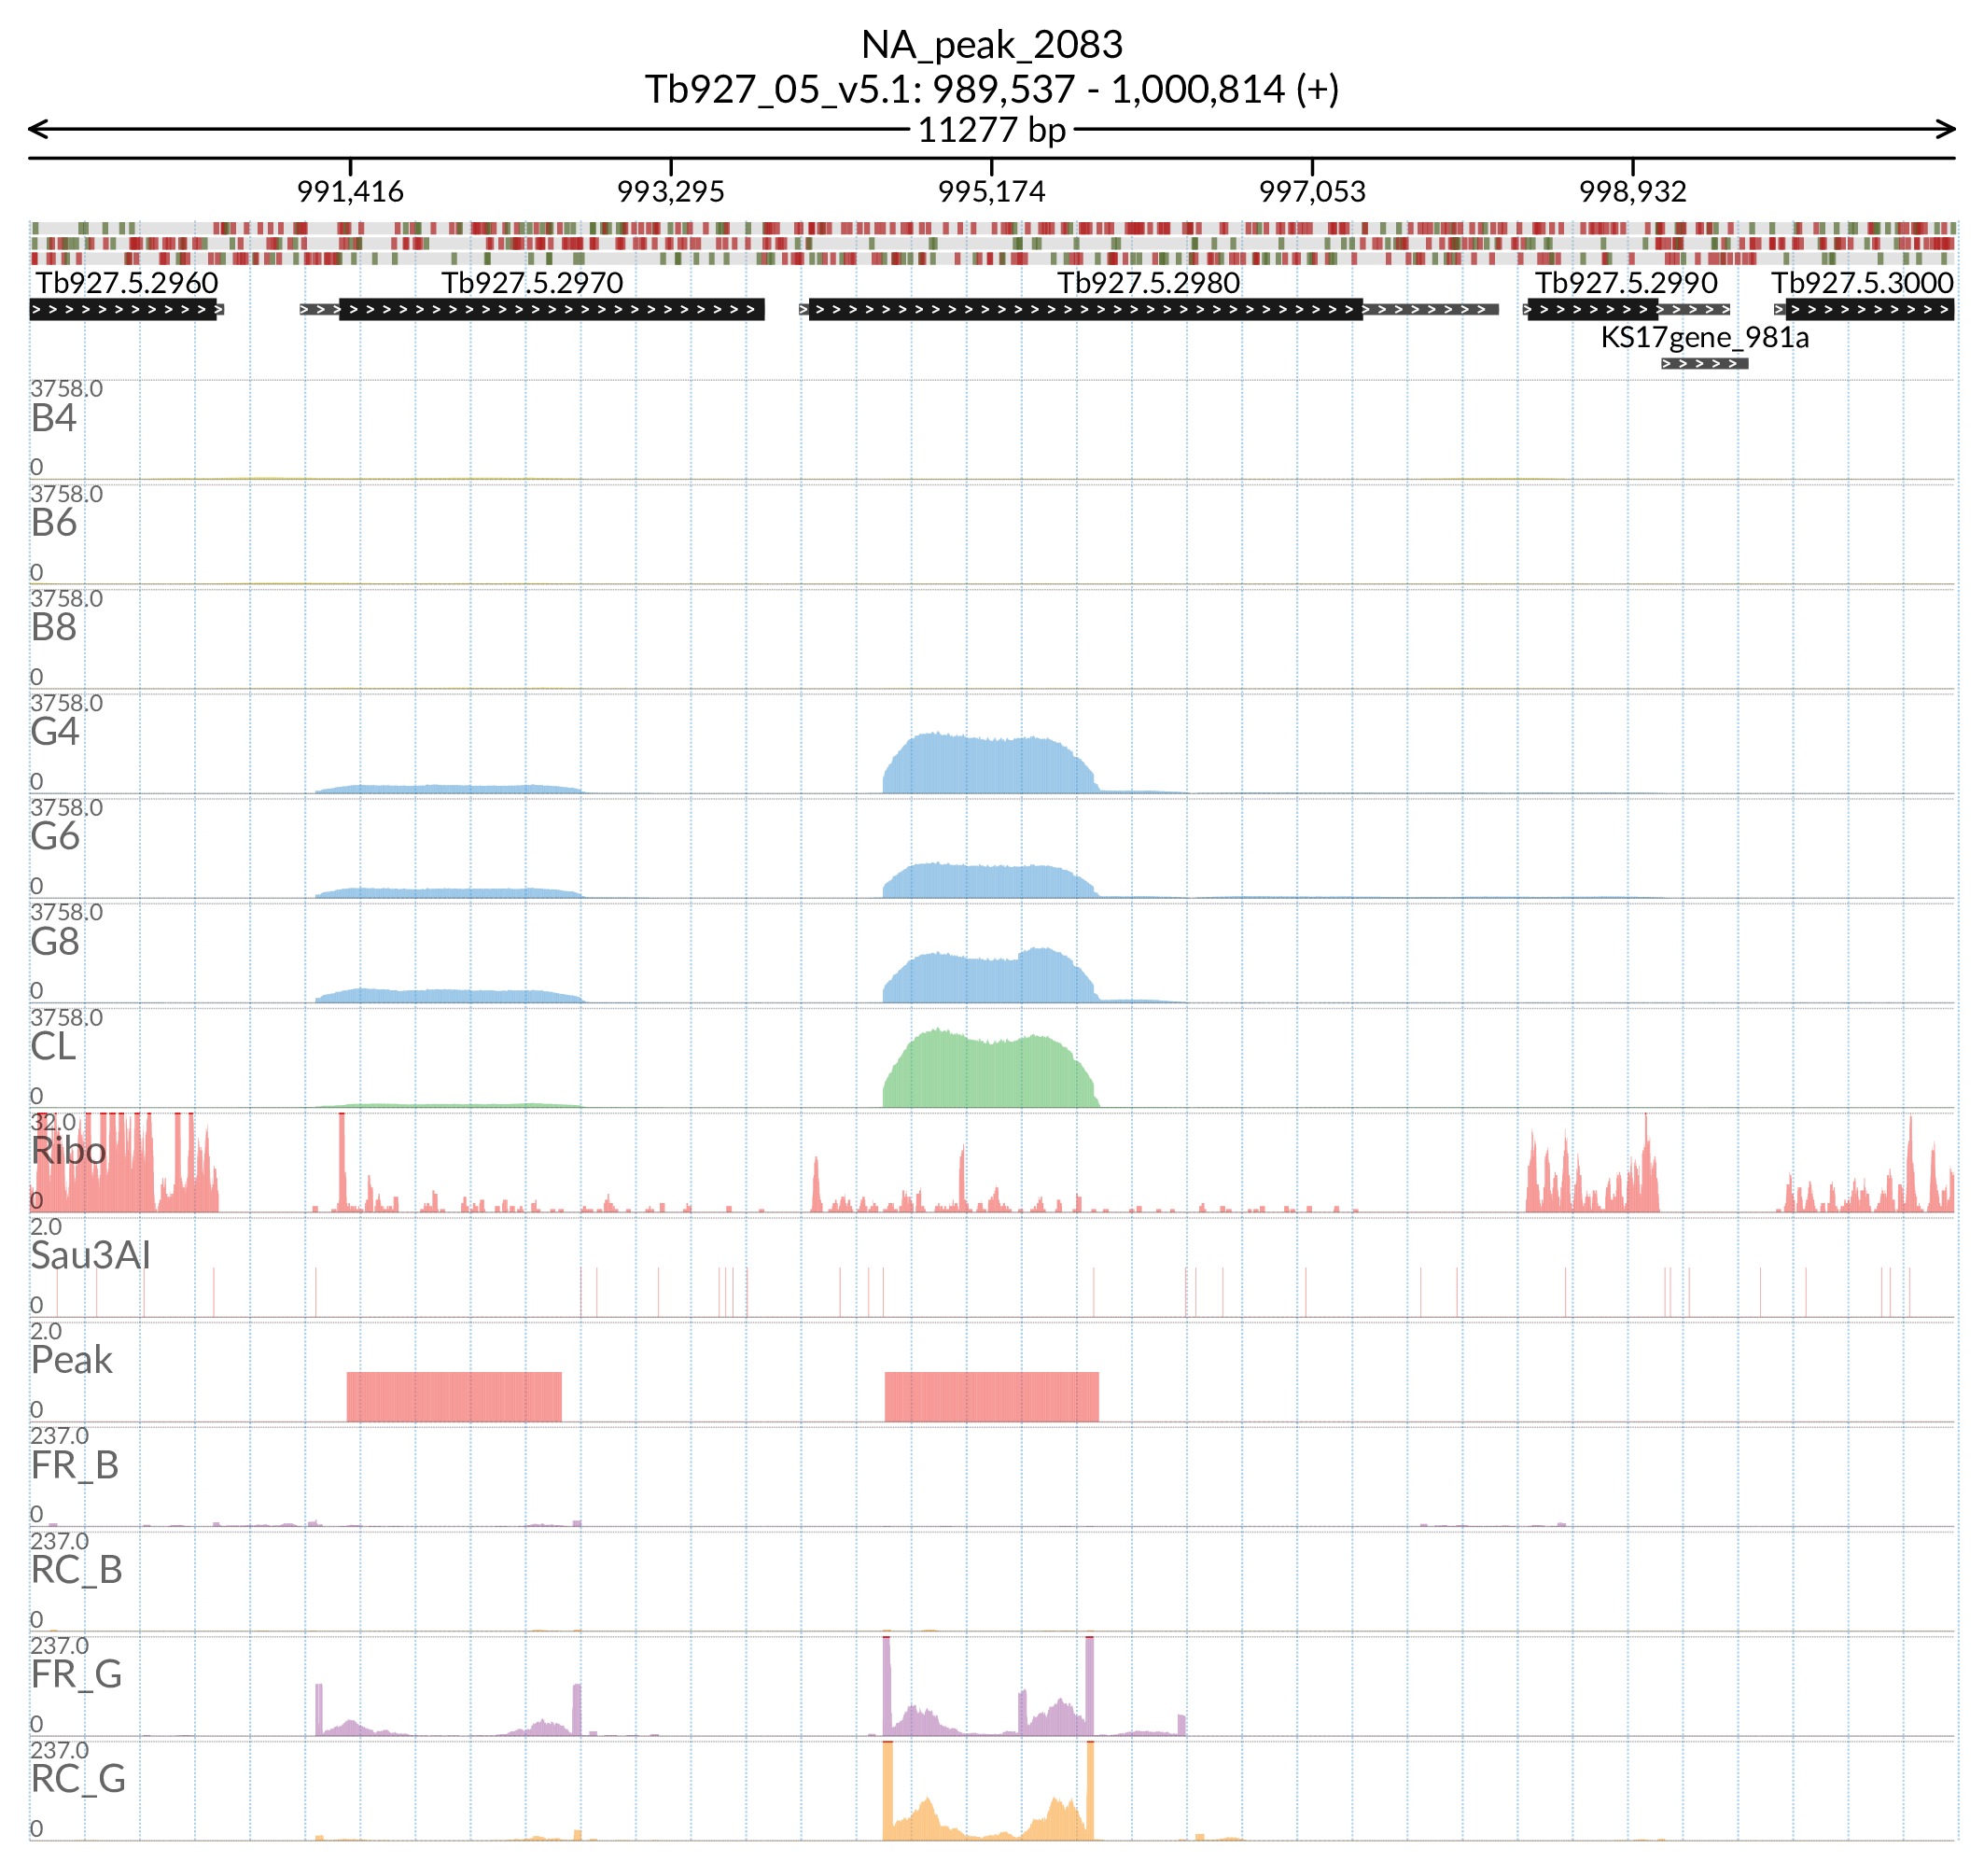 NA_peak_2083
Tb927_05_v5.1: 989,537 - 1,000,814 (+)
11277 bp
991,416 993,295 995,174 997,053 998,932
Tb927.5.2960 Tb927.5.2970 Tb927.5.2980 Tb927.5.2990 Tb927.5.3000
KS17gene_981a
3758.0
B4
0
3758.0
B6
0
3758.0
B8
0
3758.0
G4
0
3758.0
G6
0
3758.0
G8
0
3758.0
CL
0
32.0
Ribo
0
2.0
Sau3AI
0
2.0
Peak
0
237.0
FR_B
0
237.0
RC_B
0
237.0
FR_G
0
237.0
RC_G
0